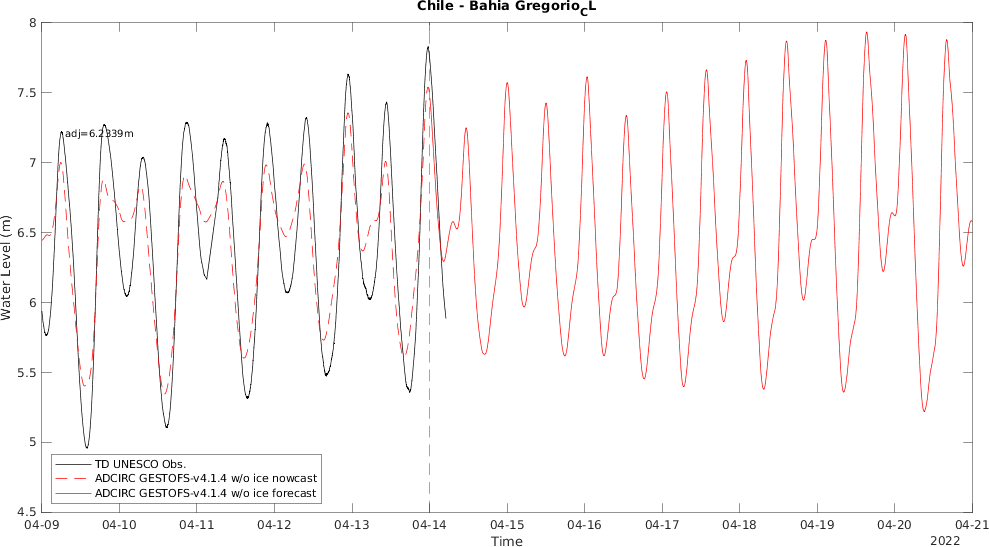 Chile - Bahia Gregorio_CL
8
7.5
7
6.5
6
5.5
5
4.5
Water Level (m)
adj=6.2339m
TD UNESCO Obs.
ADCIRC GESTOFS-v4.1.4 w/o ice nowcast
ADCIRC GESTOFS-v4.1.4 w/o ice forecast
04-09 04-10 04-11 04-12 04-13 04-14 04-15 04-16 04-17 04-18 04-19 04-20 04-21
Time
2022